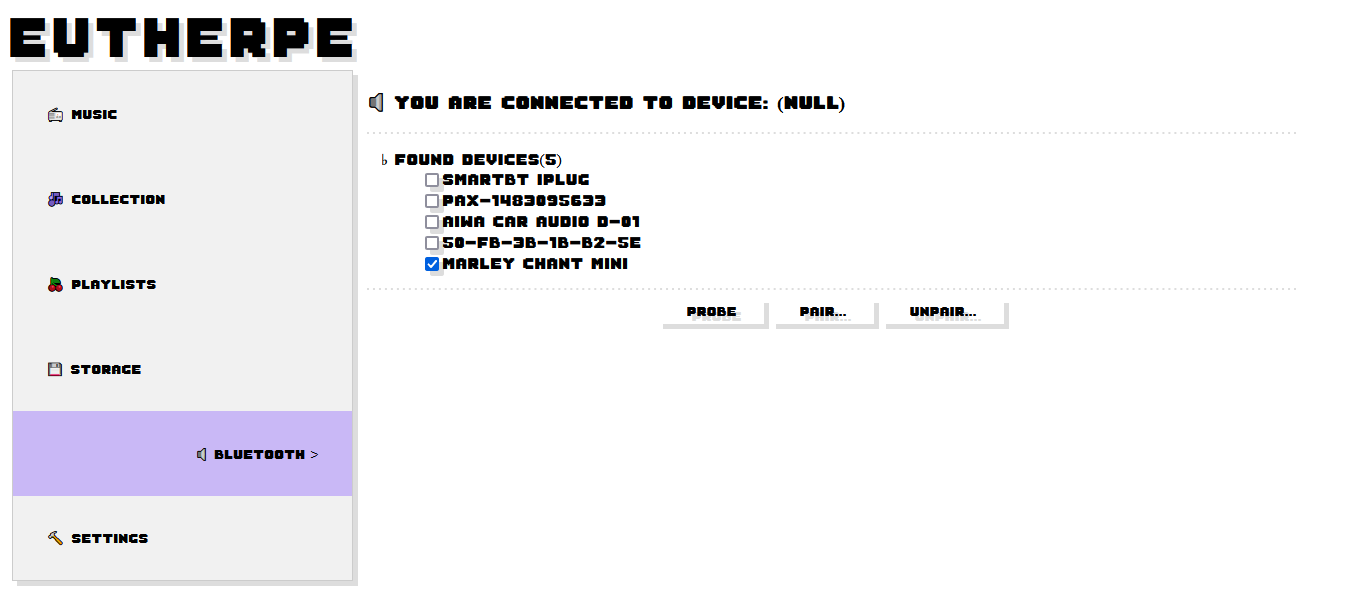 EUTHERPE
MUSIC
COLLECTION
PLAYLISTS
STORAGE
BLUETOOTH >
SETTINGS
YOU ARE CONNECTED TO DEVICE: (NULL)
♭ FOUND DEVICES(5)
SMARTBT IPLUG
PAX-1483095633
AIWA CAR AUDIO D-01
50-FB-3B-1B-B2-5E
MARLEY CHANT MINI
PROBE
PAIR...
UNPAIR...